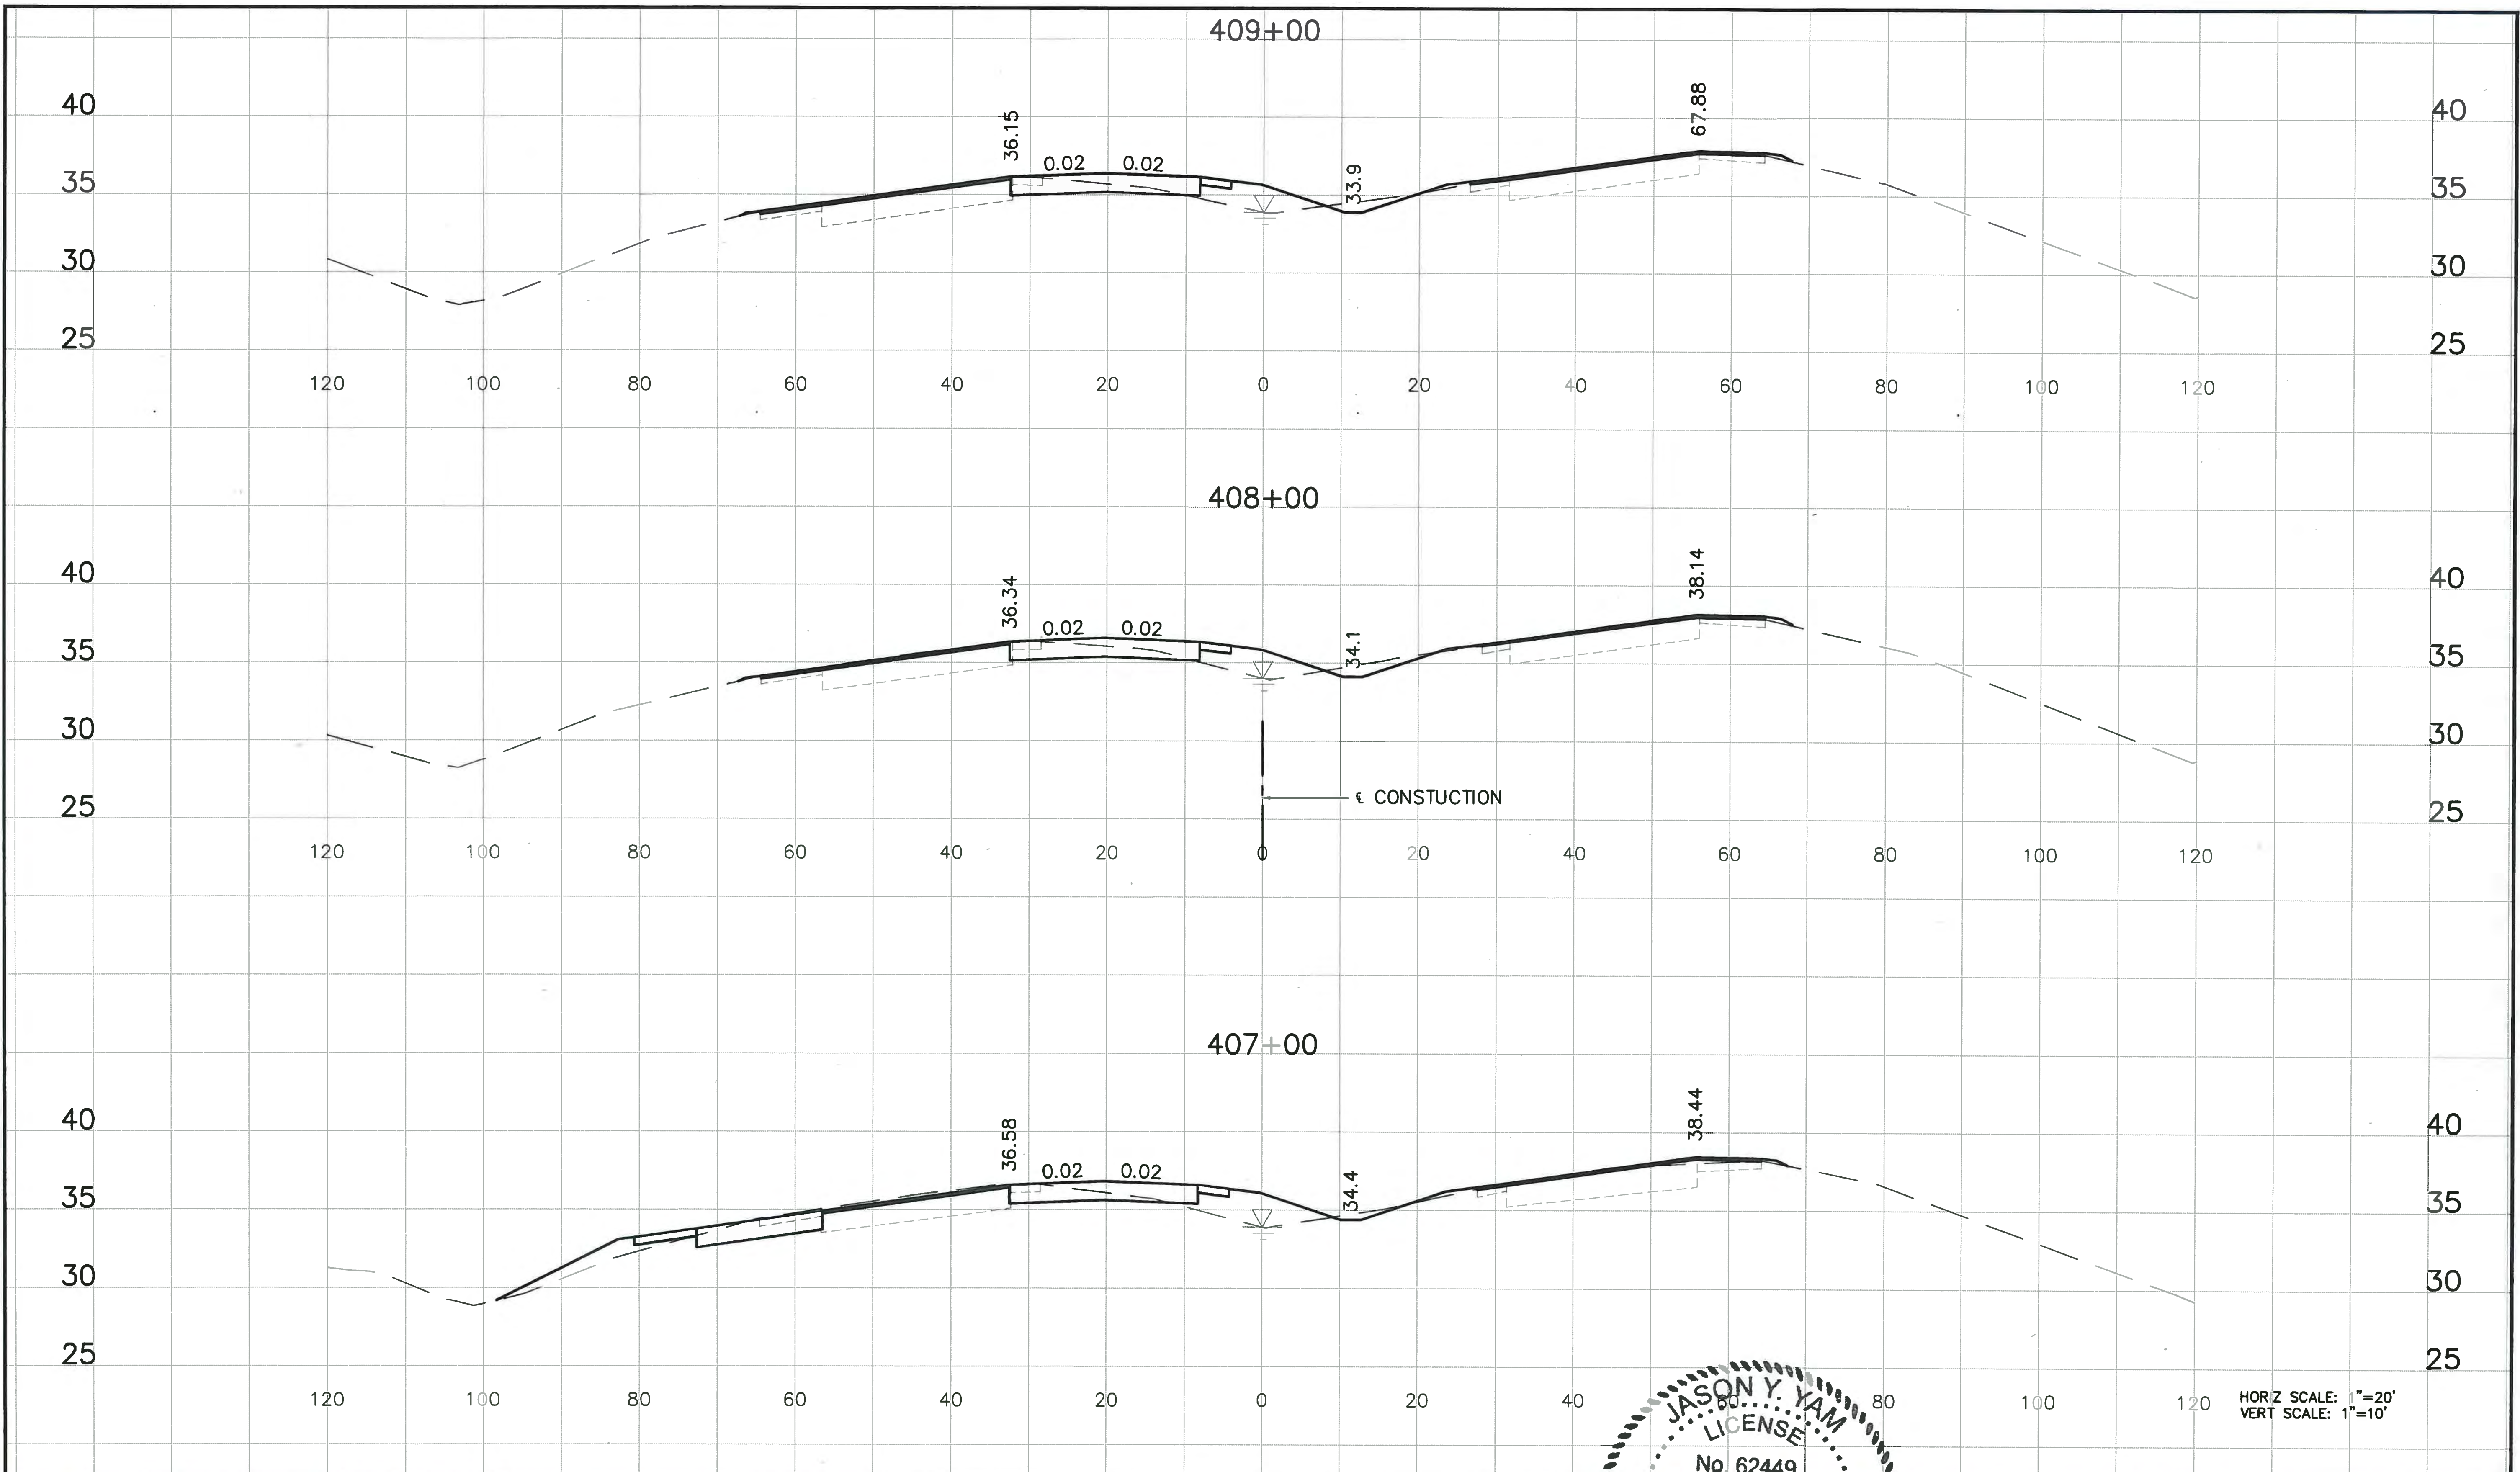 409+00
40 36.15 0.02 0.02 33.9 67.88 40
35 35
30 30
25 25
120 100 80 60 40 20 0 20 40 60 80 100 120
408+00
40 36.34 0.02 0.02 34.1 38.14 40
35 35
30 30
℄ CONSTUCTION
25 25
120 100 80 60 40 20 0 20 40 60 80 100 120
407+00
40 36.58 0.02 0.02 34.4 38.44 40
35 35
30 30
25 25
120 100 80 60 40 20 0 20 40 60 80 100 120
HORIZ SCALE: 1"=20'
VERT SCALE: 1"=10'
JASON Y. YAM
LICENSE
No. 62449